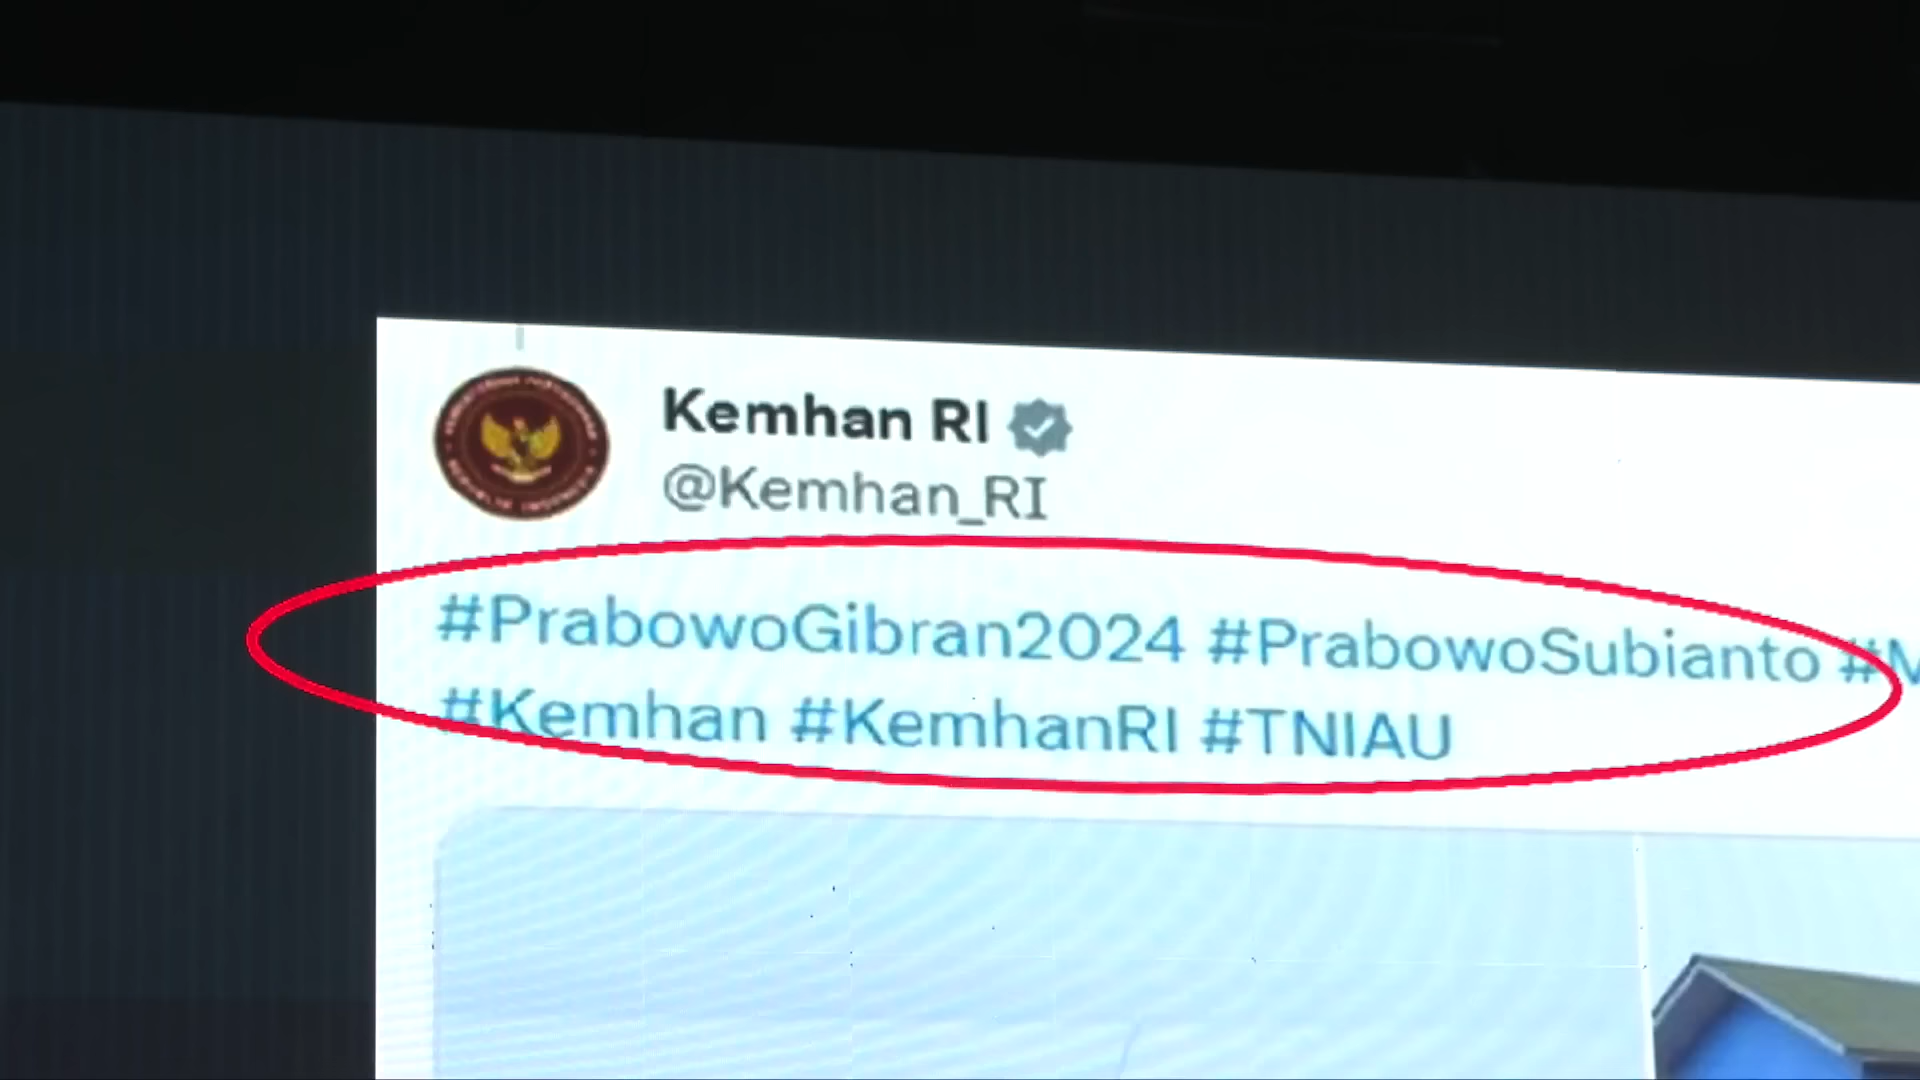 Kemhan RI
@Kemhan_RI
#PrabowoGibran2024 #PrabowoSubianto
#Kemhan #KemhanRI #TNIAU